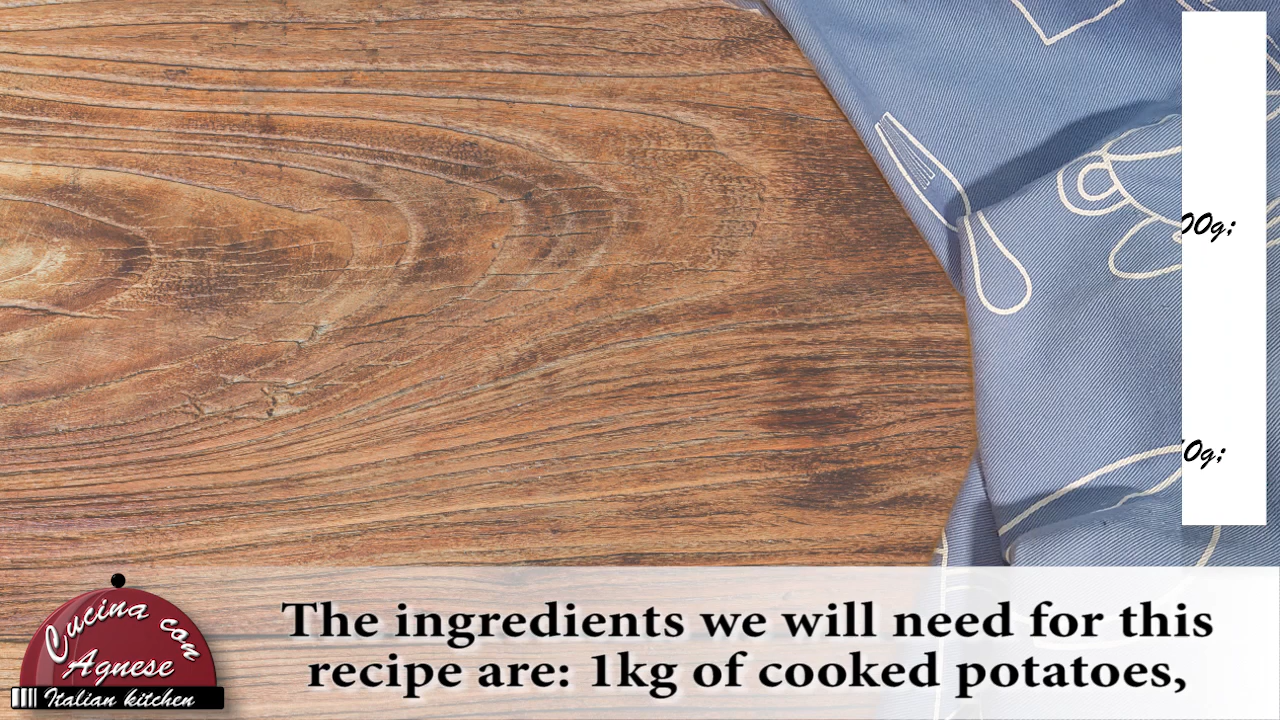 00g;
0g;
The ingredients we will need for this
recipe are: 1kg of cooked potatoes,
Cucina con
Agnese
Italian kitchen